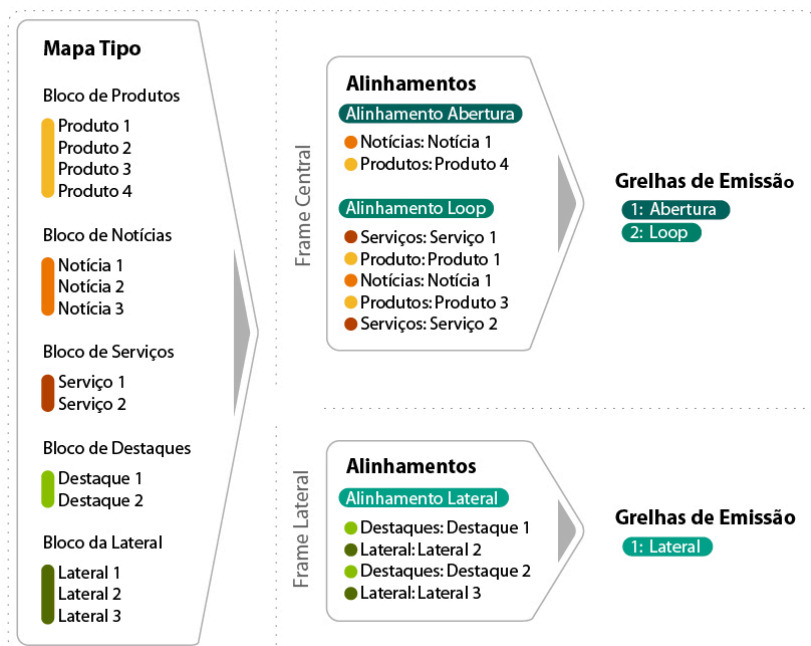 Mapa Tipo
Bloco de Produtos
Produto 1
Produto 2
Produto 3
Produto 4
Bloco de Notícias
Notícia 1
Notícia 2
Notícia 3
Bloco de Serviços
Serviço 1
Serviço 2
Bloco de Destaques
Destaque 1
Destaque 2
Bloco da Lateral
Lateral 1
Lateral 2
Lateral 3
Frame Central
Alinhamentos
Alinhamento Abertura
Notícias: Notícia 1
Produtos: Produto 4
Alinhamento Loop
Serviços: Serviço 1
Produto: Produto 1
Notícias: Notícia 1
Produtos: Produto 3
Serviços: Serviço 2
Grelhas de Emissão
1: Abertura
2: Loop
Frame Lateral
Alinhamentos
Alinhamento Lateral
Destaques: Destaque 1
Lateral: Lateral 2
Destaques: Destaque 2
Lateral: Lateral 3
Grelhas de Emissão
1: Lateral